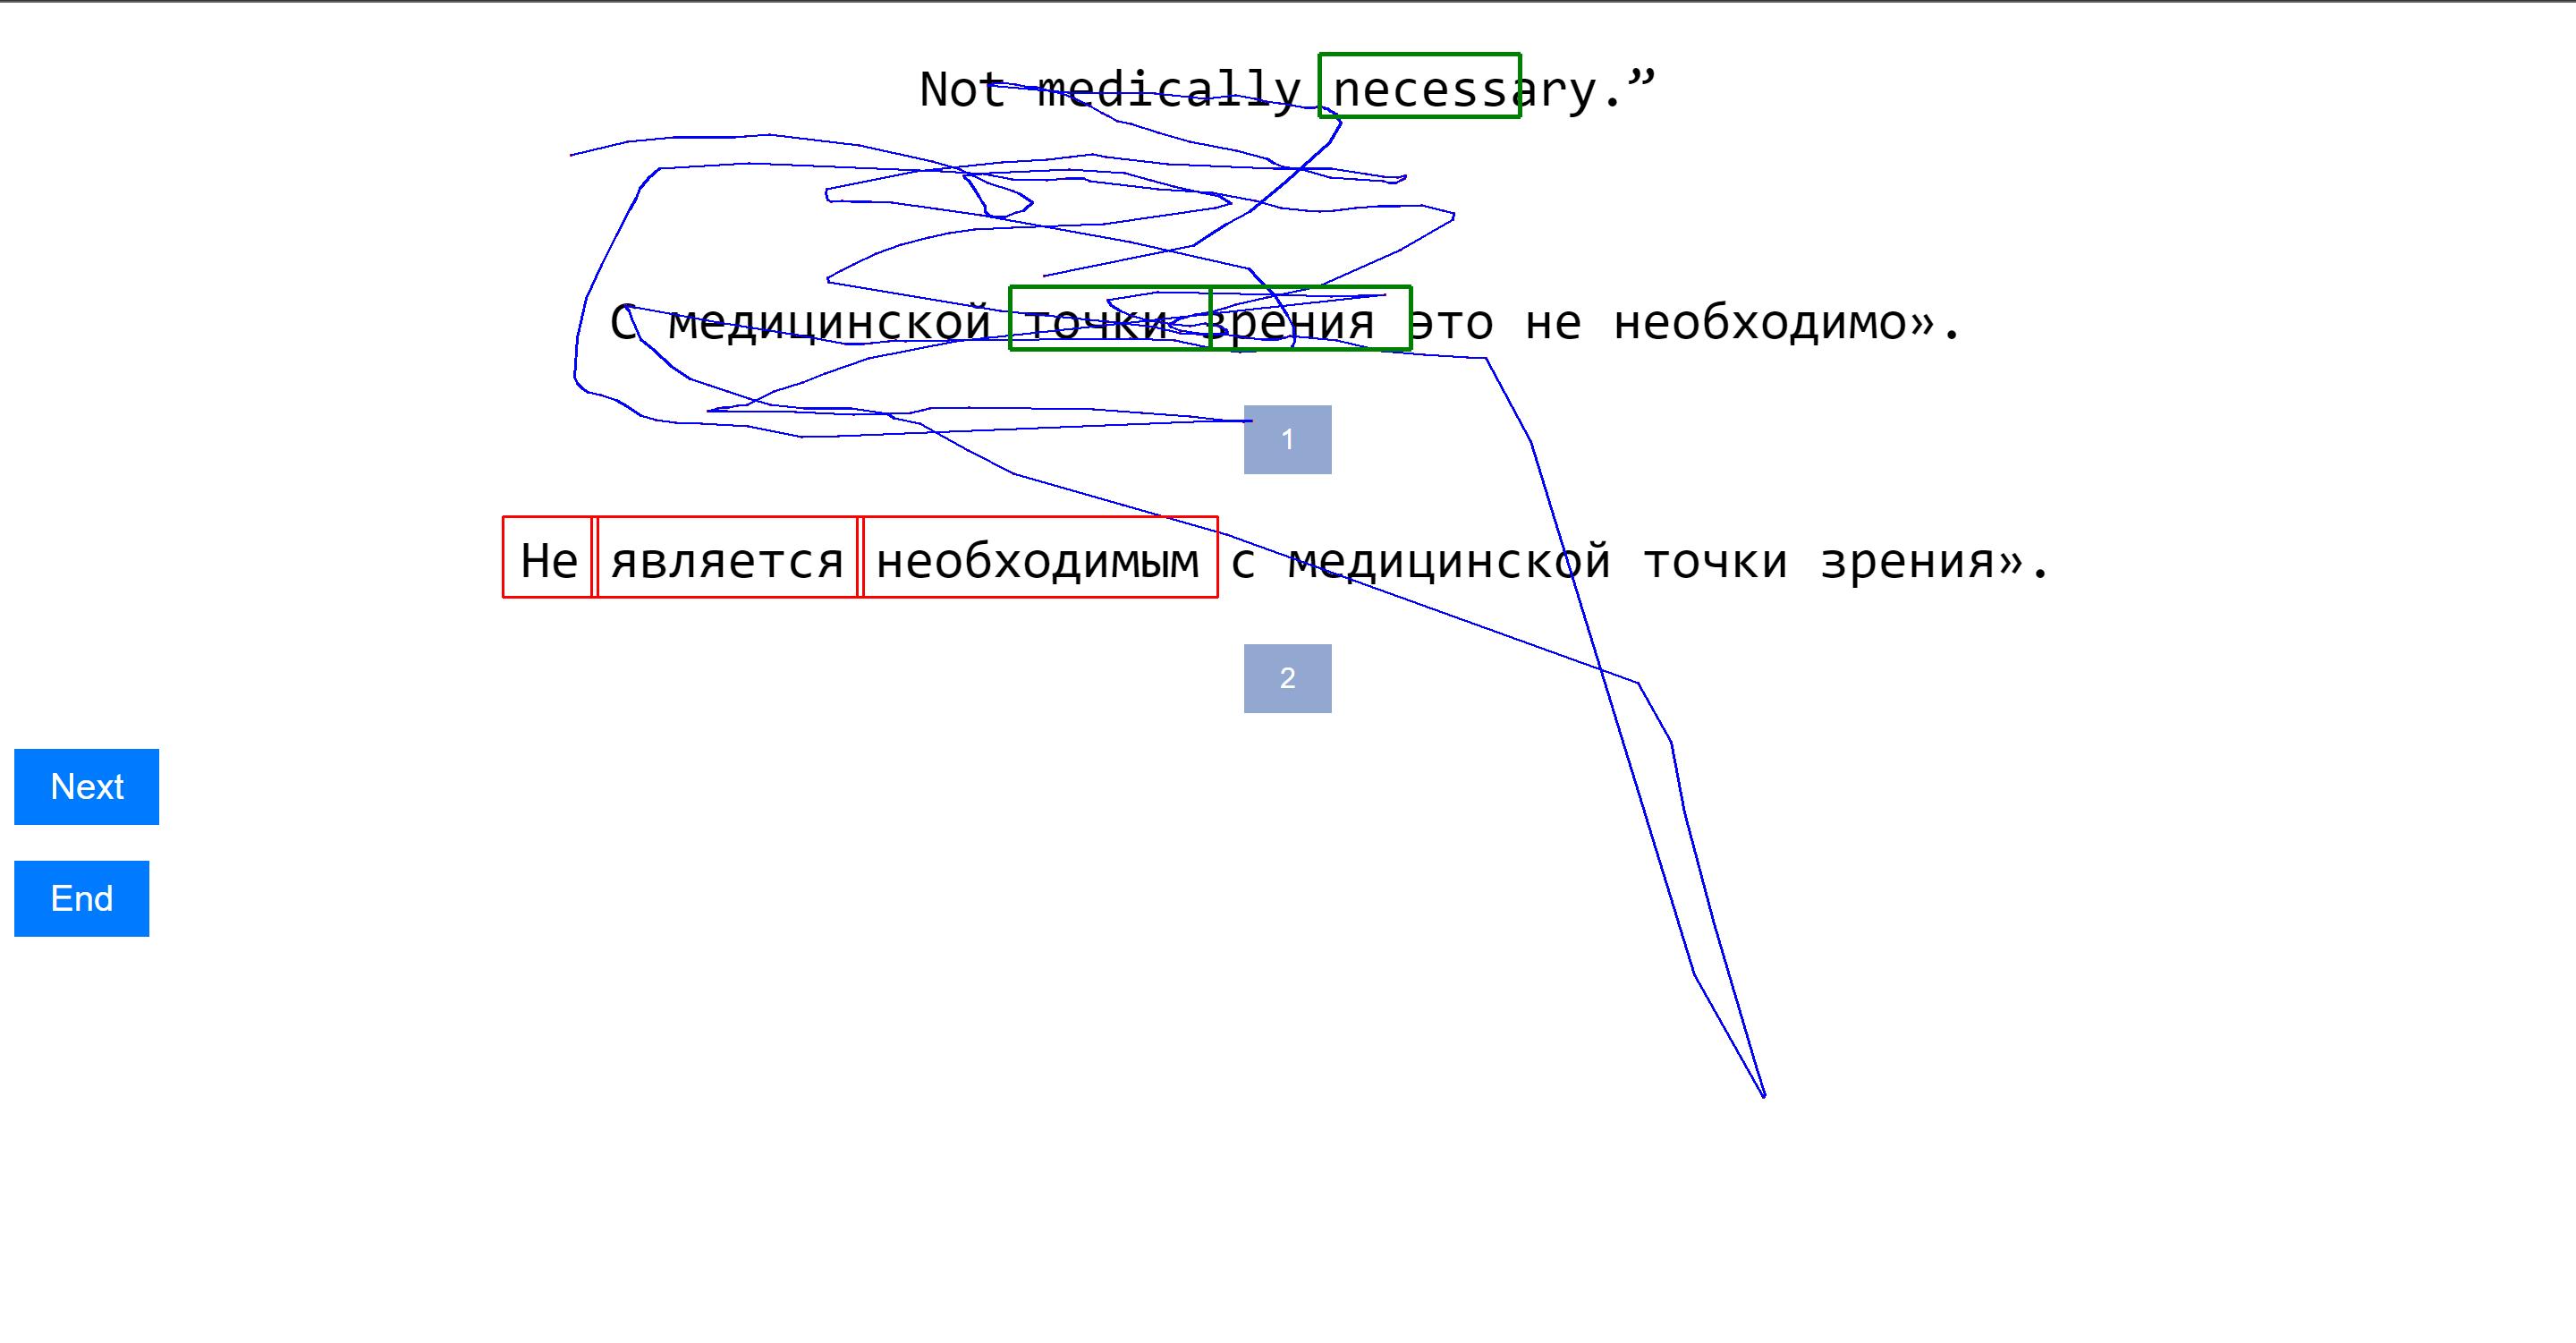 Not medically necessary.”
С медицинской точки зрения это не необходимо».
1
Не является необходимым с медицинской точки зрения».
2
Next
End